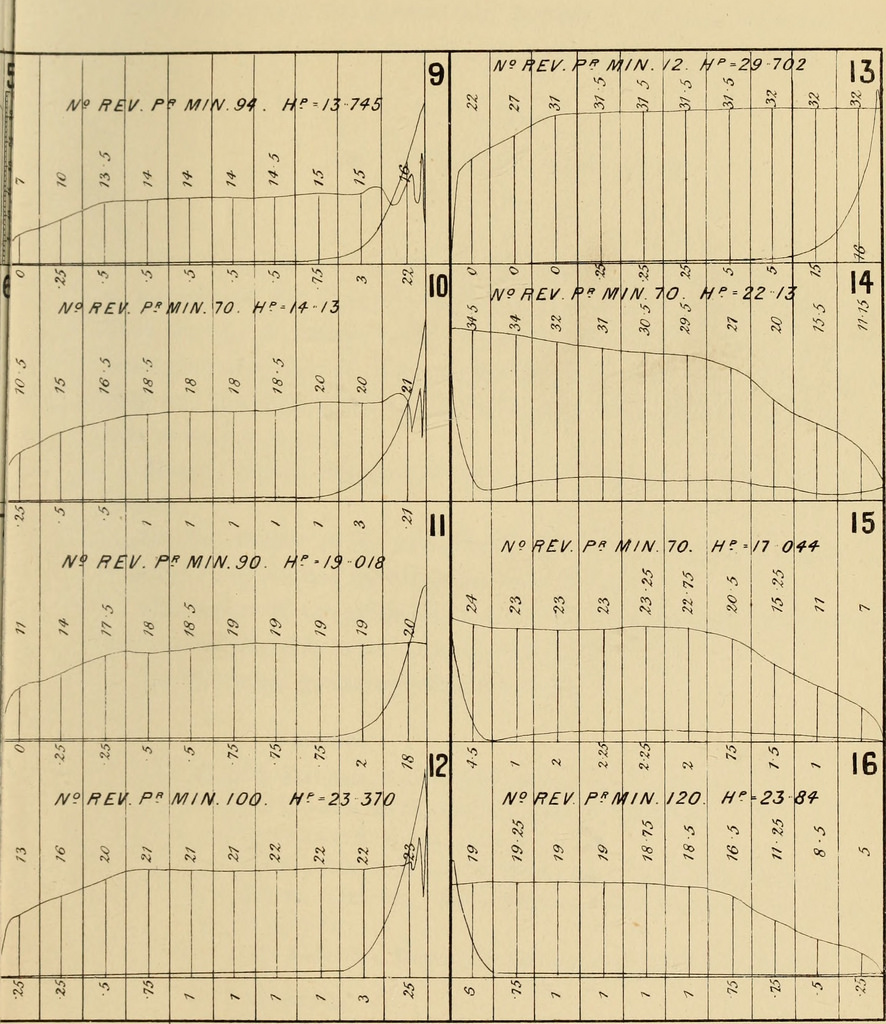 9
Nº REV. Pᴿ MIN. 94. Hᴾ = 13·745
7 10 13·5 14 14 14 14·5 15 15 16
0 ·25 ·5 ·5 ·5 ·5 ·5 ·75 3 22
10
Nº REV. Pᴿ MIN. 70. Hᴾ = 14·13
10·5 15 16·5 18·5 18 18 18·5 20 20 21
·25 ·5 ·5 1 1 1 1 1 3 ·21
11
Nº REV. Pᴿ MIN. 90. Hᴾ = 19·018
11 14 17·5 18 18·5 19 19 19 19 20
0 ·25 ·25 ·5 ·5 ·75 ·75 ·75 2 18
12
Nº REV. Pᴿ MIN. 100. Hᴾ = 23·370
13 16 20 21 21 21 22 22 22 23
·25 ·25 ·5 ·75 1 1 1 1 3 25
13
Nº REV. Pᴿ MIN. 12. Hᴾ = 29·702
22 27 31 31·5 31·5 31·5 31·5 32 32 32
0 0 0 ·25 ·25 ·25 5 5 15 16
14
Nº REV. Pᴿ MIN. 70. Hᴾ = 22·13
34·5 34 32 31 30·5 29·5 27 20 15·5 11·15
15
Nº REV. Pᴿ MIN. 70. Hᴾ = 17 044
24 23 23 23 23·25 22·75 20·5 15·25 11 7
4·5 1 2 2·25 2·25 2 75 1·5 1
16
Nº REV. Pᴿ MIN. 120. Hᴾ = 23·84
19 19·25 19 19 18·75 18·5 16·5 11·25 8·5 5
·75 1 1 1 1 75 ·75 ·5 ·25